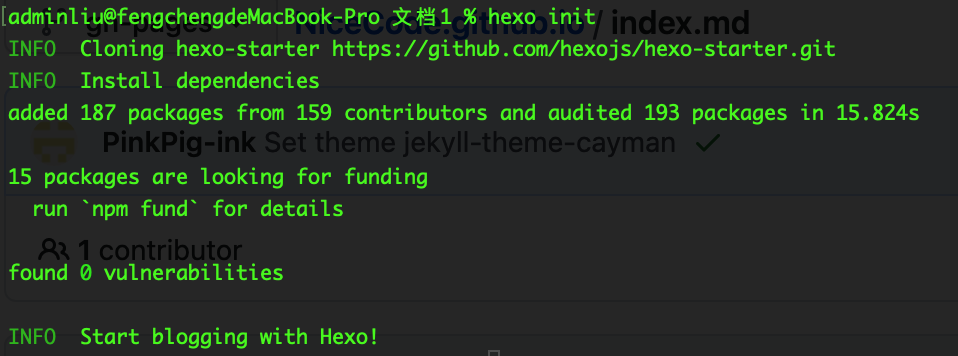 adminliu@fengchengdeMacBook-Pro 文档1 % hexo init
gh-pages NiceCode.github.io / index.md
INFO  Cloning hexo-starter https://github.com/hexojs/hexo-starter.git
INFO  Install dependencies
added 187 packages from 159 contributors and audited 193 packages in 15.824s
PinkPig-ink Set theme jekyll-theme-cayman
15 packages are looking for funding
run `npm fund` for details
1 contributor
found 0 vulnerabilities
INFO  Start blogging with Hexo!